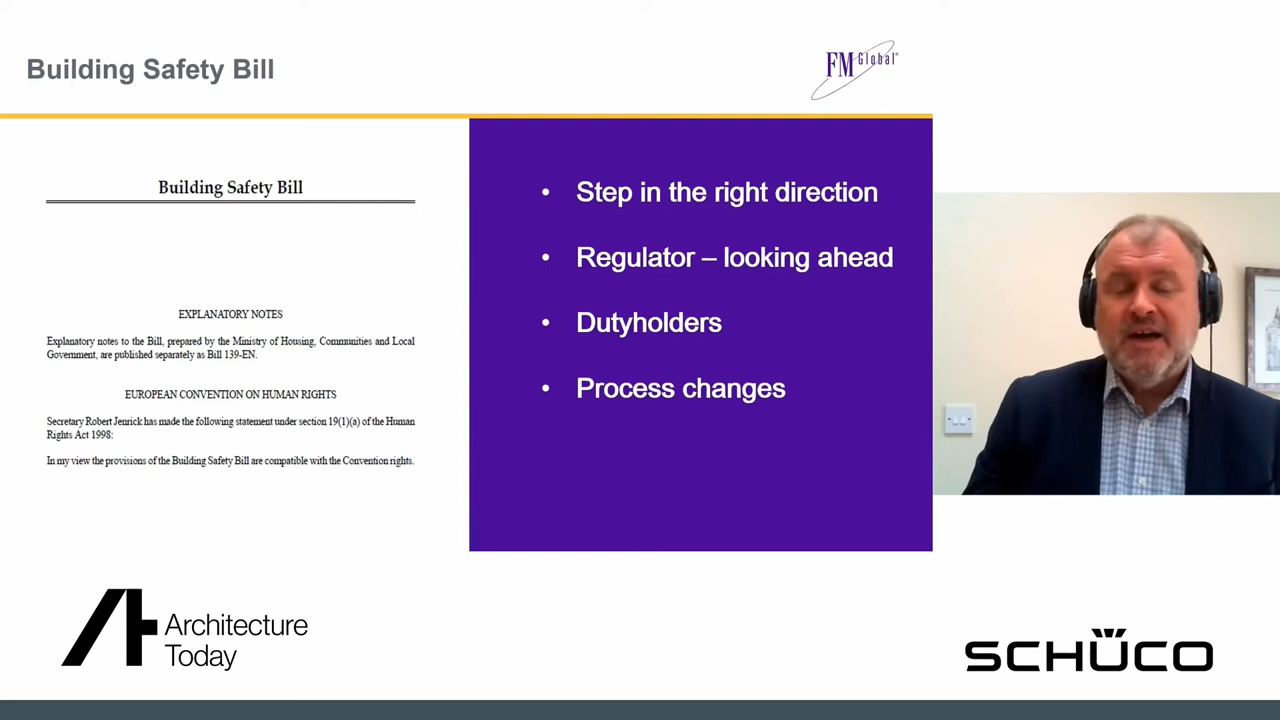 Building Safety Bill
FM Global®
Building Safety Bill
EXPLANATORY NOTES
Explanatory notes to the Bill, prepared by the Ministry of Housing, Communities and Local
Government, are published separately as Bill 139-EN.
EUROPEAN CONVENTION ON HUMAN RIGHTS
Secretary Robert Jenrick has made the following statement under section 19(1)(a) of the Human
Rights Act 1998:
In my view the provisions of the Building Safety Bill are compatible with the Convention rights.
• Step in the right direction
• Regulator – looking ahead
• Dutyholders
• Process changes
Architecture
Today
SCHÜCO